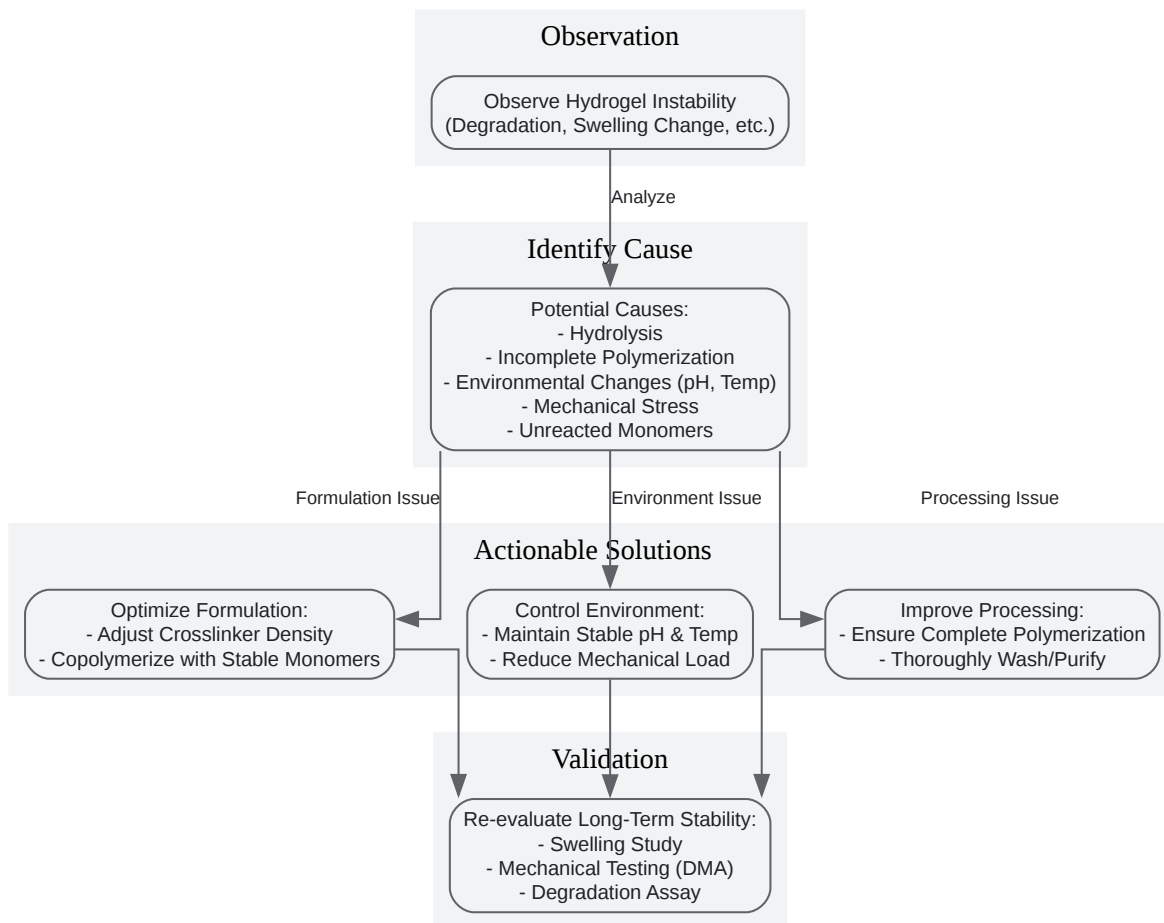 Observation
Observe Hydrogel Instability
(Degradation, Swelling Change, etc.)
Analyze
Identify Cause
Potential Causes:
- Hydrolysis
- Incomplete Polymerization
- Environmental Changes (pH, Temp)
- Mechanical Stress
- Unreacted Monomers
Formulation Issue
Environment Issue
Processing Issue
Actionable Solutions
Optimize Formulation:
- Adjust Crosslinker Density
- Copolymerize with Stable Monomers
Control Environment:
- Maintain Stable pH & Temp
- Reduce Mechanical Load
Improve Processing:
- Ensure Complete Polymerization
- Thoroughly Wash/Purify
Validation
Re-evaluate Long-Term Stability:
- Swelling Study
- Mechanical Testing (DMA)
- Degradation Assay